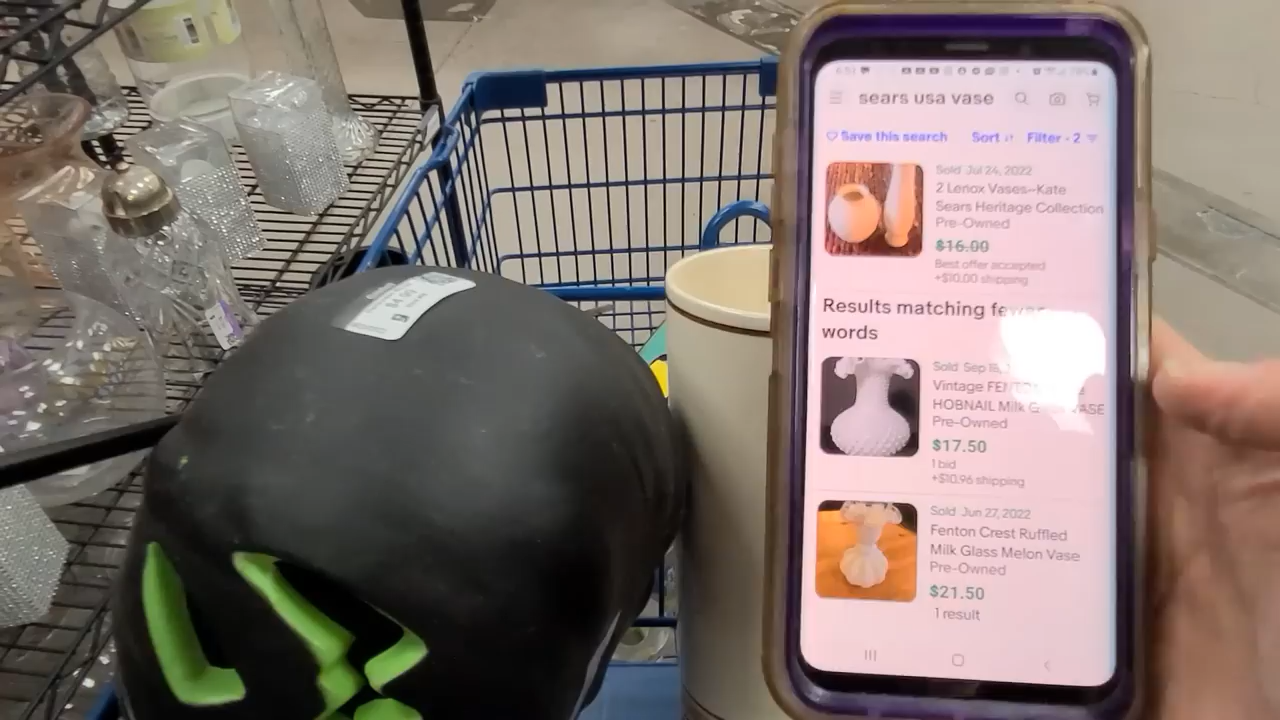 sears usa vase
Save this search
Sort
Filter • 2
Sold Jul 24, 2022
2 Lenox Vases~Kate
Sears Heritage Collection
Pre-Owned
$16.00
Best offer accepted
+$10.00 shipping
Results matching fewer
words
Sold Sep
Vintage
HOBNAIL Milk VASE
Pre-Owned
$17.50
1 bid
+$10.96 shipping
Sold Jun 27, 2022
Fenton Crest Ruffled
Milk Glass Melon Vase
Pre-Owned
$21.50
1 result